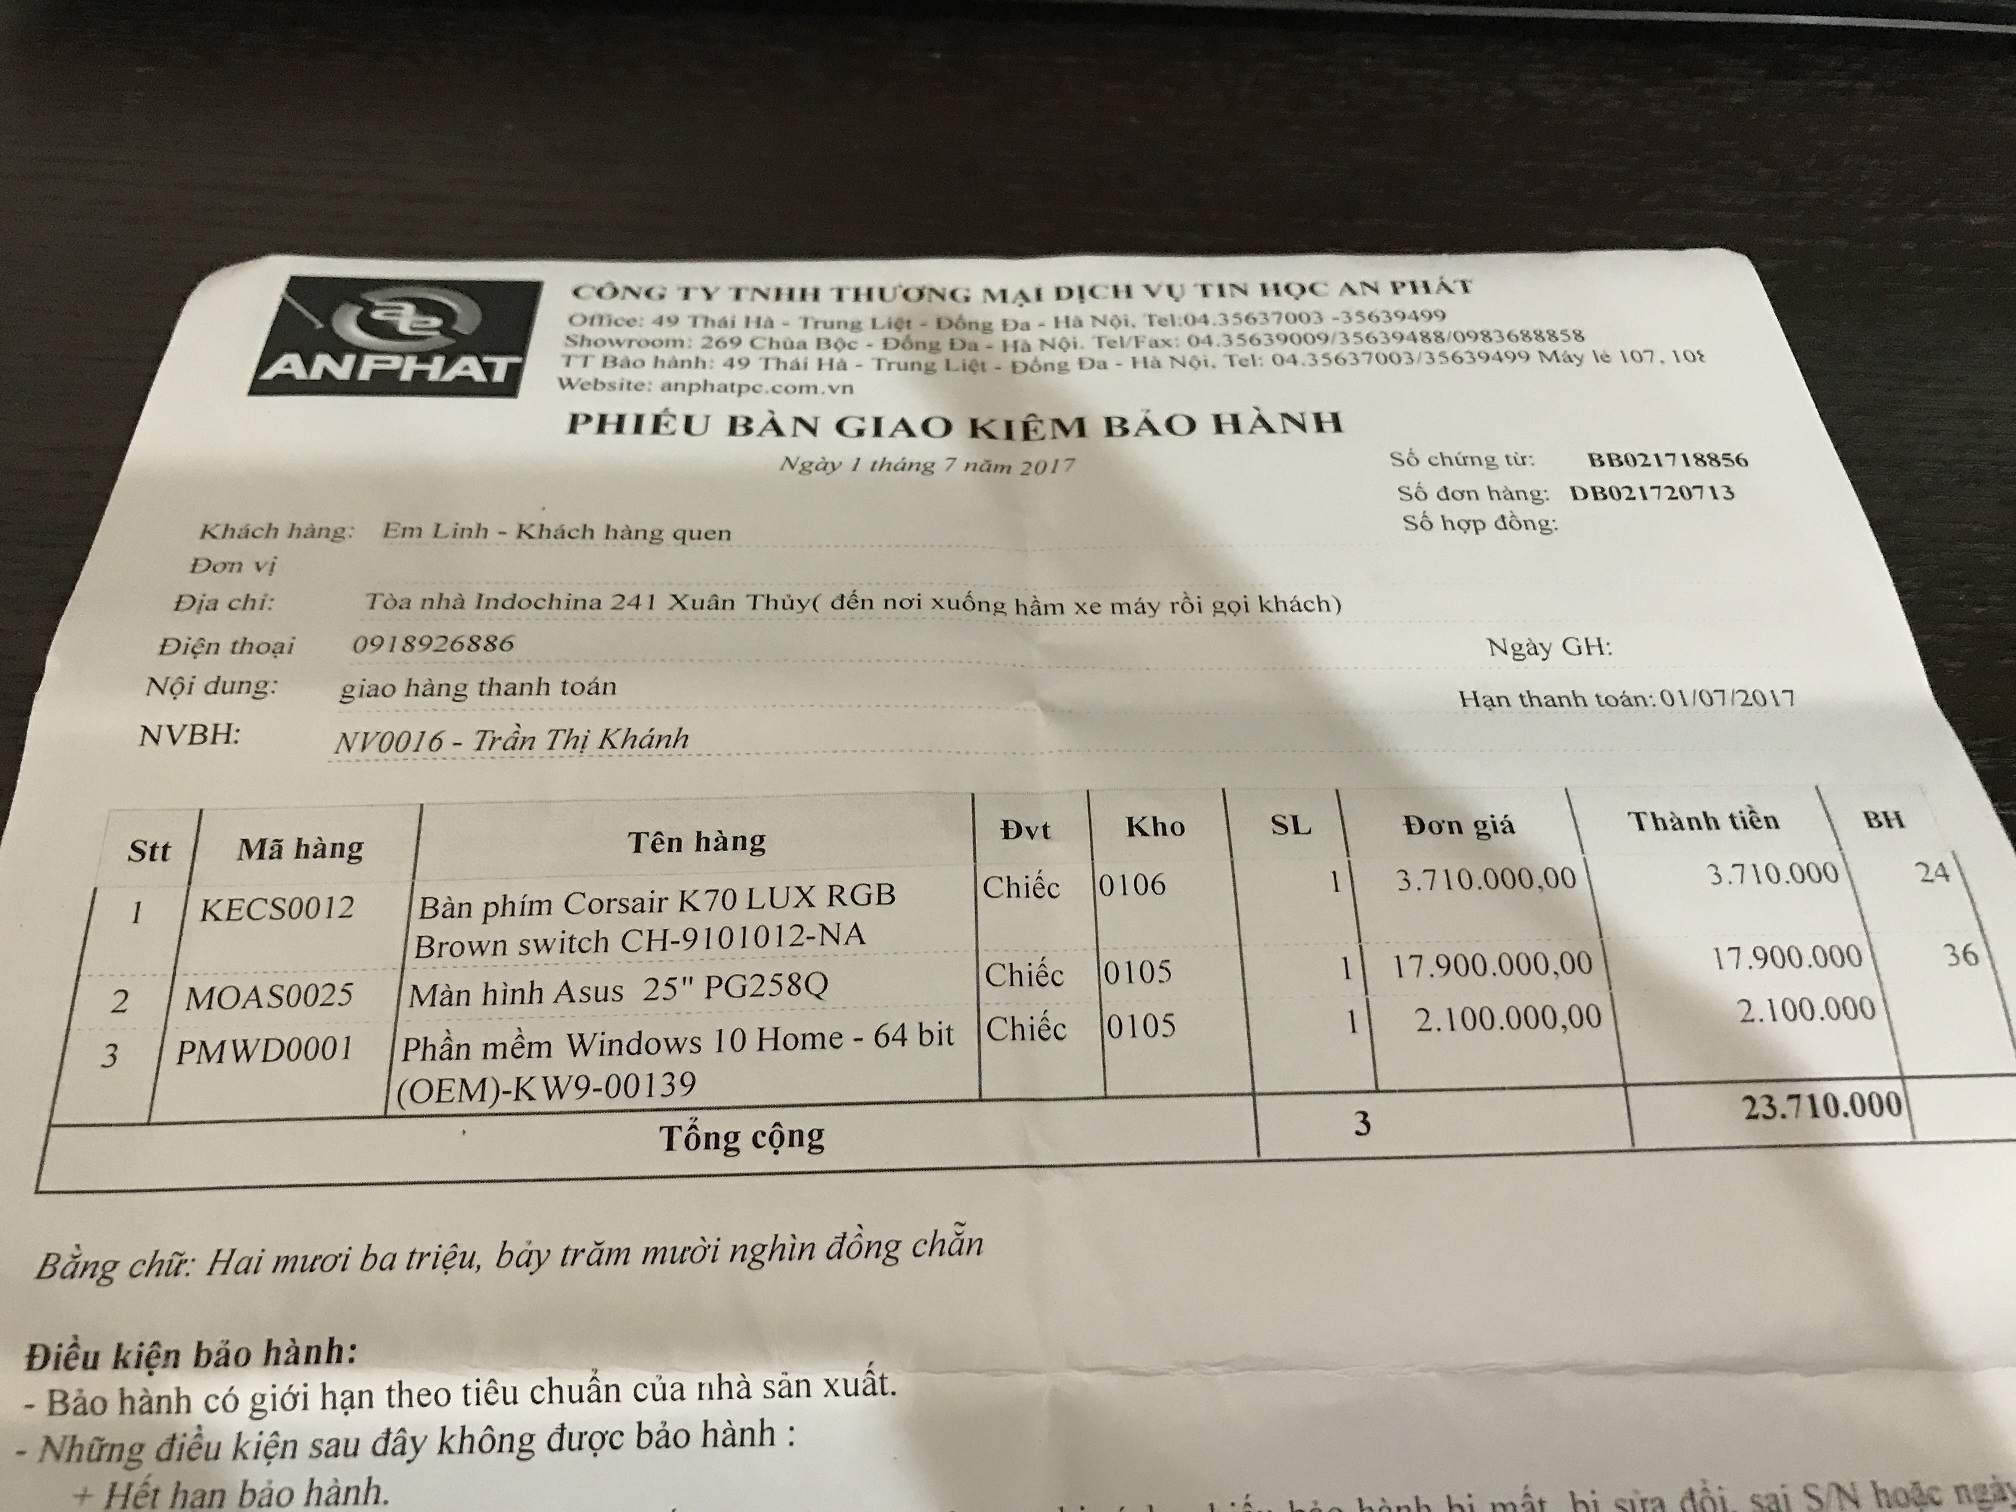 ae
AN PHAT
CÔNG TY TNHH THƯƠNG MẠI DỊCH VỤ TIN HỌC AN PHÁT
Office: 49 Thái Hà - Trung Liệt - Đống Đa - Hà Nội, Tel:04.35637003 -35639499
Showroom: 269 Chùa Bộc - Đống Đa - Hà Nội. Tel/Fax: 04.35639009/35639488/0983688858
TT Bảo hành: 49 Thái Hà - Trung Liệt - Đống Đa - Hà Nội, Tel: 04.35637003/35639499 Máy lẻ 107, 108
Website: anphatpc.com.vn
PHIẾU BÀN GIAO KIÊM BẢO HÀNH
Ngày 1 tháng 7 năm 2017
Số chứng từ: BB021718856
Số đơn hàng: DB021720713
Số hợp đồng:
Khách hàng: Em Linh - Khách hàng quen
Đơn vị
Địa chỉ: Tòa nhà Indochina 241 Xuân Thủy( đến nơi xuống hầm xe máy rồi gọi khách)
Điện thoại 0918926886
Ngày GH:
Nội dung: giao hàng thanh toán
Hạn thanh toán: 01/07/2017
NVBH: NV0016 - Trần Thị Khánh
Stt Mã hàng Tên hàng Đvt Kho SL Đơn giá Thành tiền BH
1 KECS0012 Bàn phím Corsair K70 LUX RGB Chiếc 0106 1 3.710.000,00 3.710.000 24
Brown switch CH-9101012-NA
2 MOAS0025 Màn hình Asus 25" PG258Q Chiếc 0105 1 17.900.000,00 17.900.000 36
3 PMWD0001 Phần mềm Windows 10 Home - 64 bit Chiếc 0105 1 2.100.000,00 2.100.000
(OEM)-KW9-00139
Tổng cộng 3 23.710.000
Bằng chữ: Hai mươi ba triệu, bảy trăm mười nghìn đồng chẵn
Điều kiện bảo hành:
- Bảo hành có giới hạn theo tiêu chuẩn của nhà sản xuất.
- Những điều kiện sau đây không được bảo hành :
+ Hết hạn bảo hành.
bảo hành bị mất, bị sửa đổi, sai S/N hoặc ngày